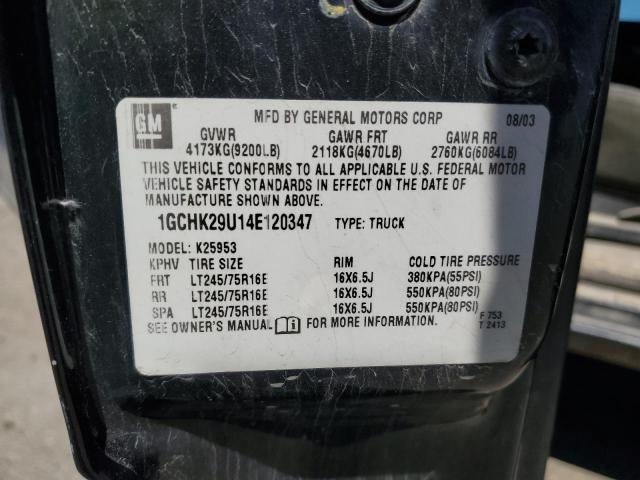 GM
MFD BY GENERAL MOTORS CORP 08/03
GVWR GAWR FRT GAWR RR
4173KG(9200LB) 2118KG(4670LB) 2760KG(6084LB)
THIS VEHICLE CONFORMS TO ALL APPLICABLE U.S. FEDERAL MOTOR
VEHICLE SAFETY STANDARDS IN EFFECT ON THE DATE OF
MANUFACTURE SHOWN ABOVE.
1GCHK29U14E120347 TYPE: TRUCK
MODEL: K25953
KPHV TIRE SIZE RIM COLD TIRE PRESSURE
FRT LT245/75R16E 16X6.5J 380KPA(55PSI)
RR LT245/75R16E 16X6.5J 550KPA(80PSI)
SPA LT245/75R16E 16X6.5J 550KPA(80PSI)
F 753
SEE OWNER'S MANUAL FOR MORE INFORMATION. T 2413